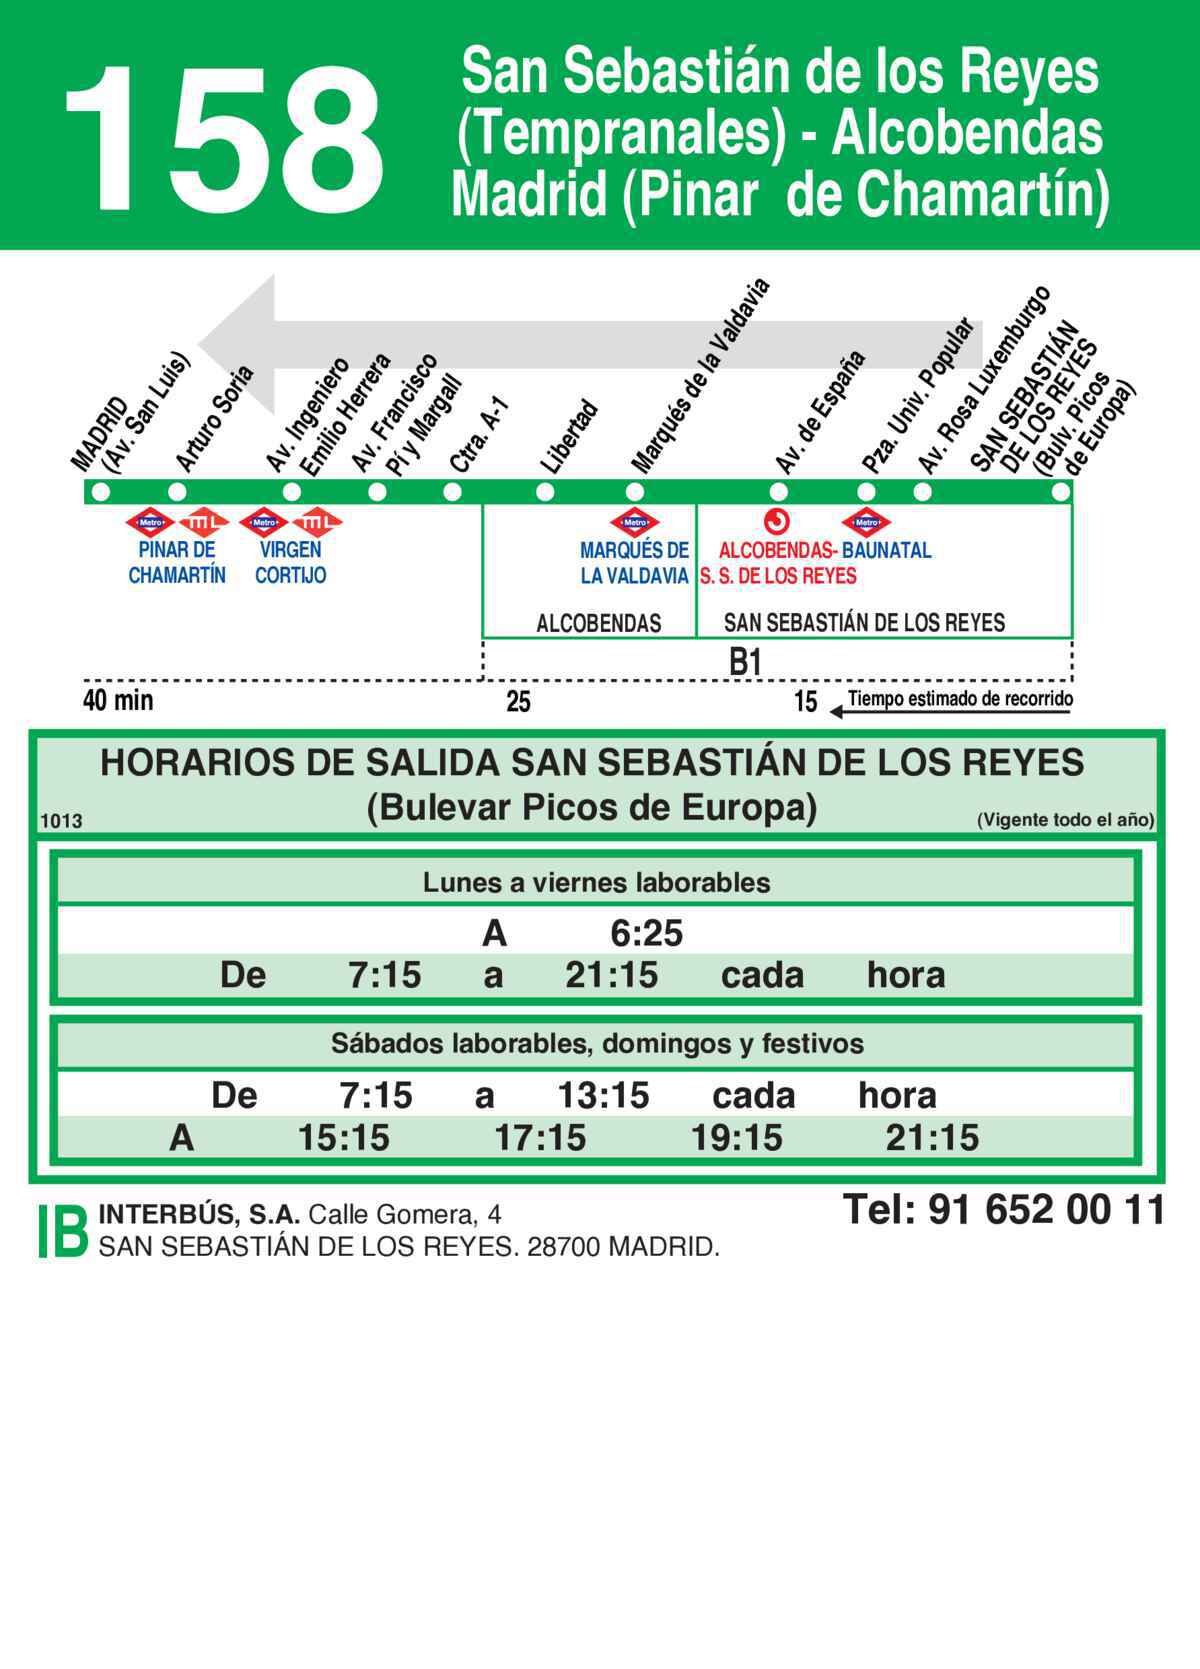 158
San Sebastián de los Reyes
(Tempranales) - Alcobendas
Madrid (Pinar de Chamartín)
MADRID
(Av. San Luis)
Arturo Soria
Av. Ingeniero
Emilio Herrera
Av. Francisco
Pí y Margall
Ctra. A-1
Libertad
Marqués de la Valdavia
Av. de España
Pza. Univ. Popular
Av. Rosa Luxemburgo
SAN SEBASTIÁN
DE LOS REYES
(Bulv. Picos
de Europa)
Metro ML Metro ML Metro Metro
PINAR DE
CHAMARTÍN
VIRGEN
CORTIJO
MARQUÉS DE
LA VALDAVIA
ALCOBENDAS-
S. S. DE LOS REYES
BAUNATAL
ALCOBENDAS
SAN SEBASTIÁN DE LOS REYES
B1
40 min 25 15 Tiempo estimado de recorrido
HORARIOS DE SALIDA SAN SEBASTIÁN DE LOS REYES
(Bulevar Picos de Europa)
1013 (Vigente todo el año)
Lunes a viernes laborables
A 6:25
De 7:15 a 21:15 cada hora
Sábados laborables, domingos y festivos
De 7:15 a 13:15 cada hora
A 15:15 17:15 19:15 21:15
IB
INTERBÚS, S.A. Calle Gomera, 4
SAN SEBASTIÁN DE LOS REYES. 28700 MADRID.
Tel: 91 652 00 11